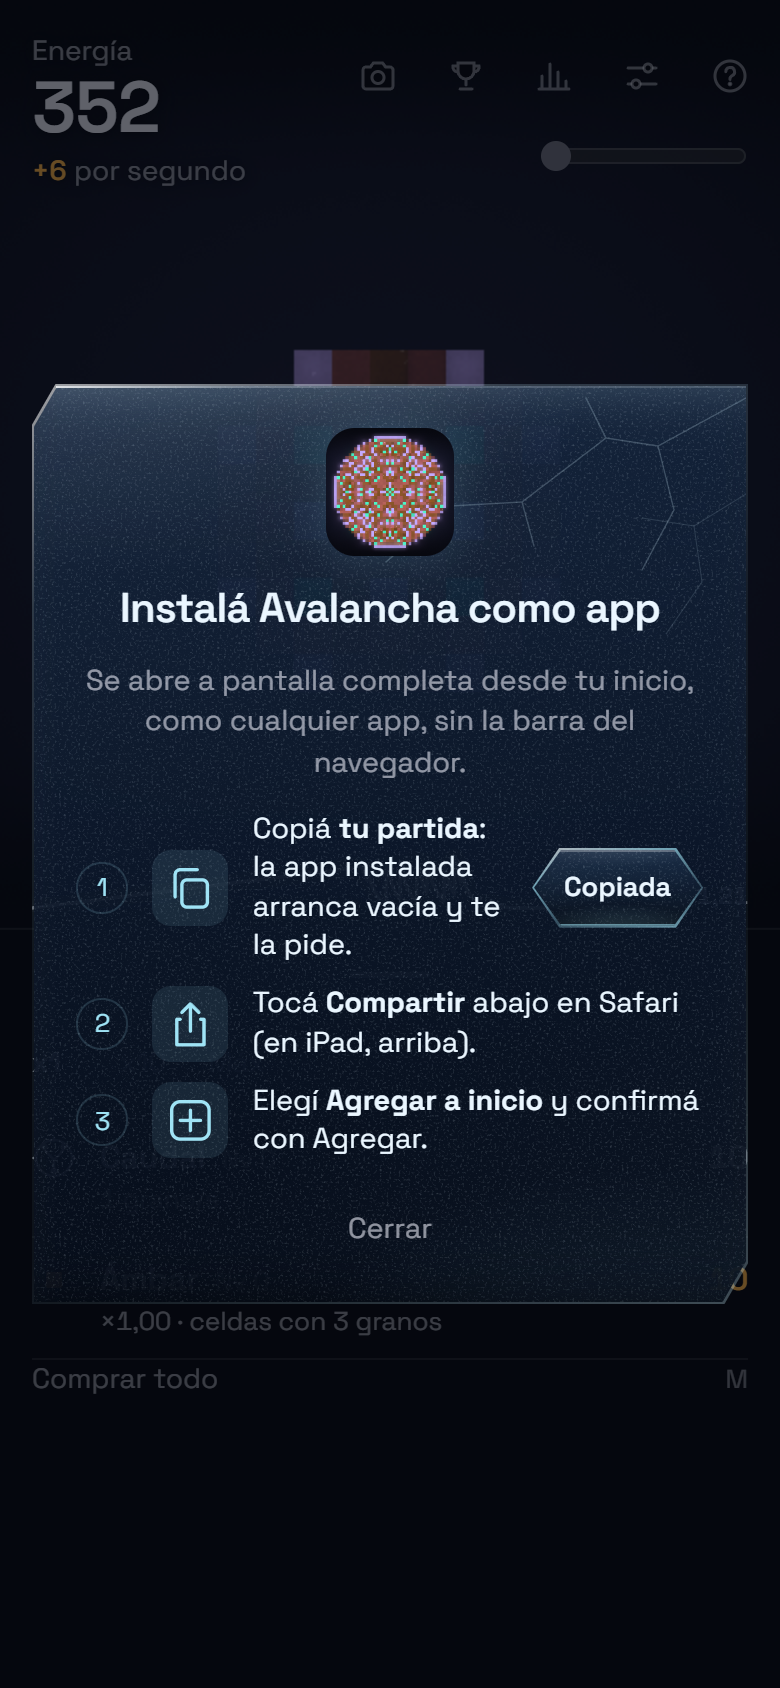 Energía
352
+6 por segundo
Instalá Avalancha como app
Se abre a pantalla completa desde tu inicio,
como cualquier app, sin la barra del
navegador.
1
Copiá tu partida:
la app instalada
arranca vacía y te
la pide.
Copiada
2
Tocá Compartir abajo en Safari
(en iPad, arriba).
3
Elegí Agregar a inicio y confirmá
con Agregar.
Cerrar
×1,00 · celdas con 3 granos
Comprar todo
M